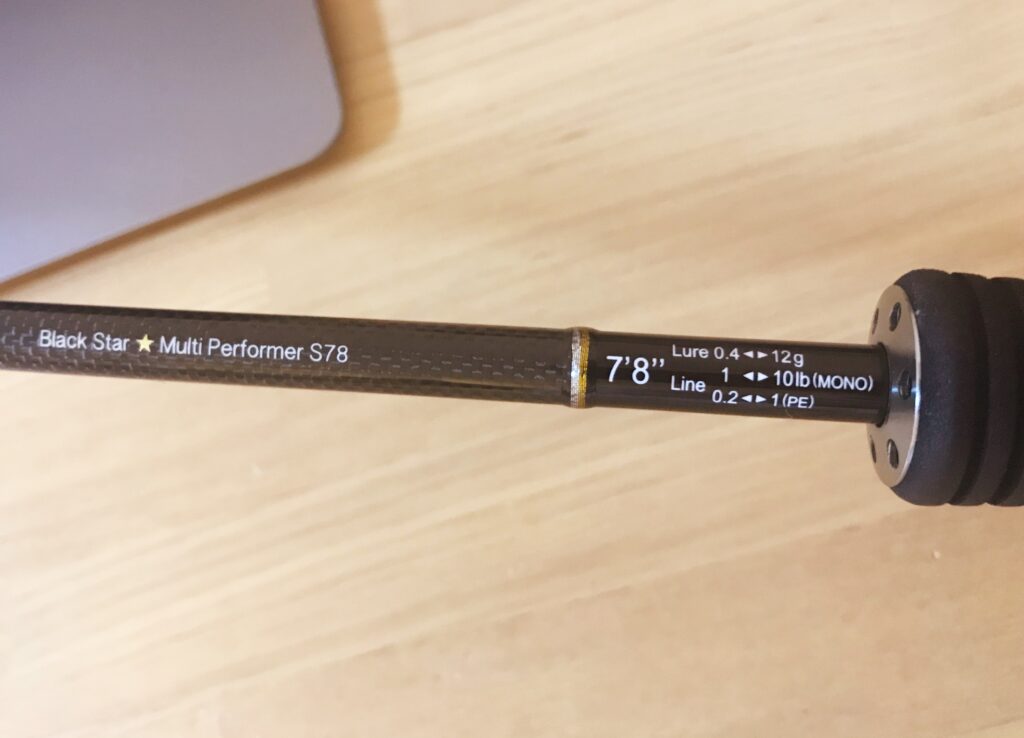 Black Star ★ Multi Performer S78
7'8"
Lure 0.4◄►12g
Line 1 ◄►10lb(MONO)
0.2◄►1(PE)